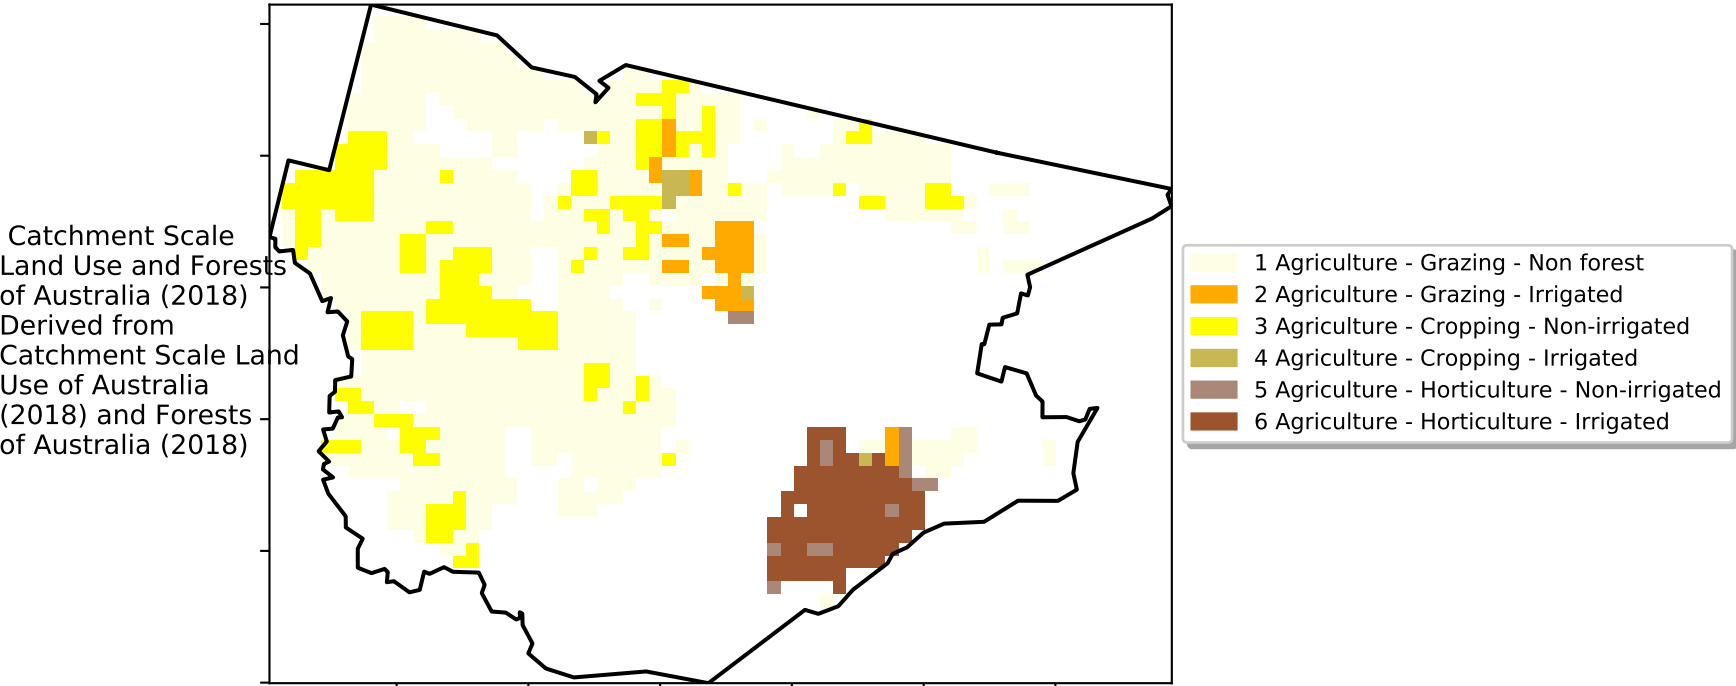 Catchment Scale
Land Use and Forests
of Australia (2018)
Derived from
Catchment Scale Land
Use of Australia
(2018) and Forests
of Australia (2018)
1 Agriculture - Grazing - Non forest
2 Agriculture - Grazing - Irrigated
3 Agriculture - Cropping - Non-irrigated
4 Agriculture - Cropping - Irrigated
5 Agriculture - Horticulture - Non-irrigated
6 Agriculture - Horticulture - Irrigated